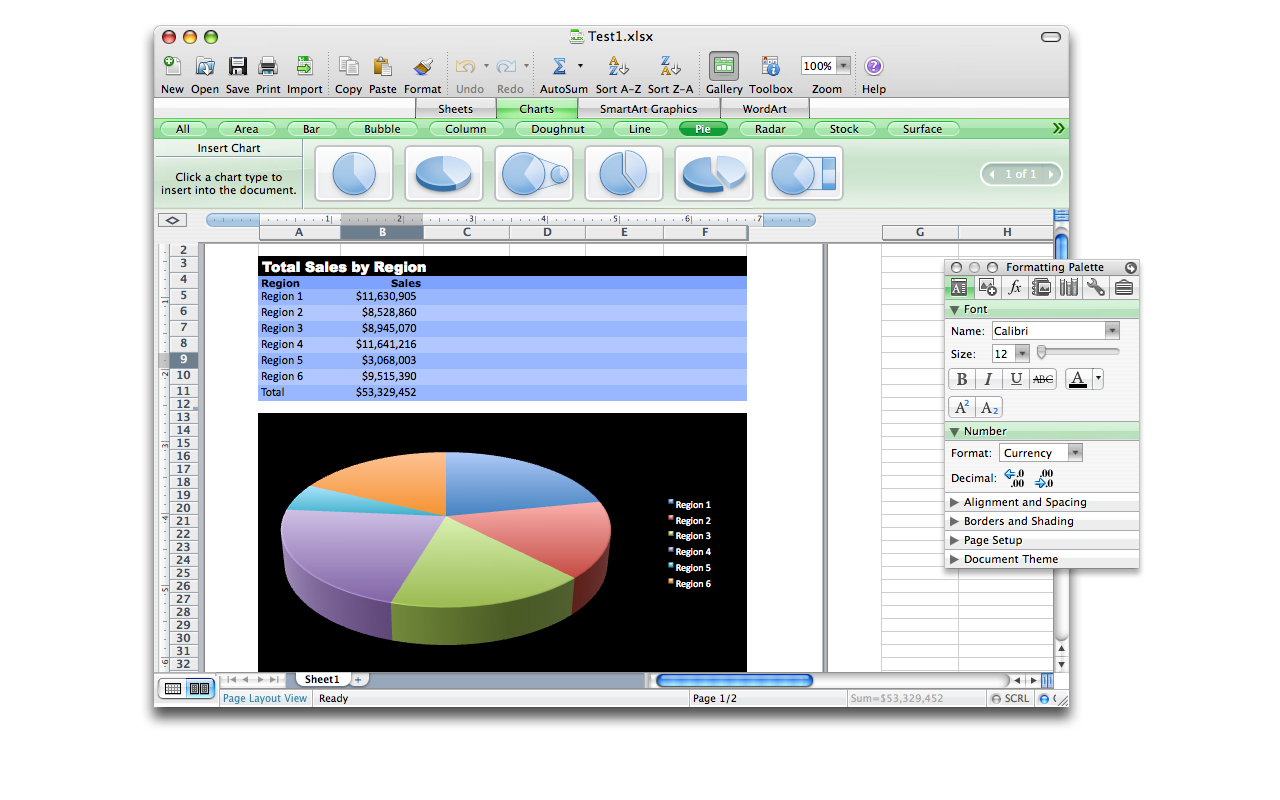 Test1.xlsx
New Open Save Print Import Copy Paste Format Undo Redo AutoSum Sort A-Z Sort Z-A Gallery Toolbox 100% Zoom Help
Sheets Charts SmartArt Graphics WordArt
All Area Bar Bubble Column Doughnut Line Pie Radar Stock Surface
Insert Chart
Click a chart type to
insert into the document.
1 of 1
1 2 3 4 5 6 7
A B C D E F G H
2
3 Total Sales by Region
4 Region Sales
5 Region 1 $11,630,905
6 Region 2 $8,528,860
7 Region 3 $8,945,070
8 Region 4 $11,641,216
9 Region 5 $3,068,003
10 Region 6 $9,515,390
11 Total $53,329,452
12
13
14
15
16
17
18
19
20
21
22
23
24
25
26
27
28
29
30
31
32
Region 1
Region 2
Region 3
Region 4
Region 5
Region 6
Formatting Palette
Font
Name: Calibri
Size: 12
B I U ABC A
A2 A2
Number
Format: Currency
Decimal: .0 .00 .00 .0
Alignment and Spacing
Borders and Shading
Page Setup
Document Theme
Sheet1
Page Layout View Ready Page 1/2 Sum=$53,329,452 SCRL